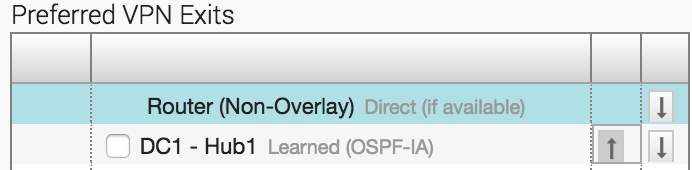 Preferred VPN Exits
Router (Non-Overlay) Direct (if available)
DC1 - Hub1 Learned (OSPF-IA)